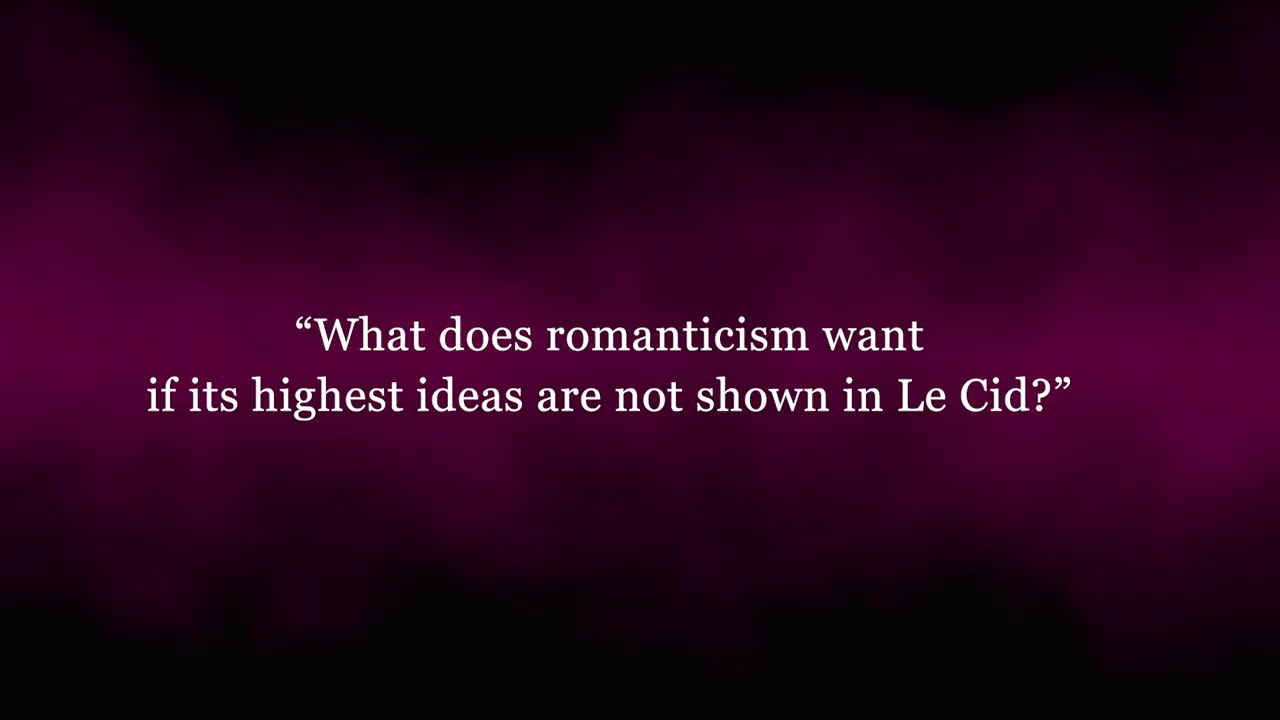 “What does romanticism want
if its highest ideas are not shown in Le Cid?”